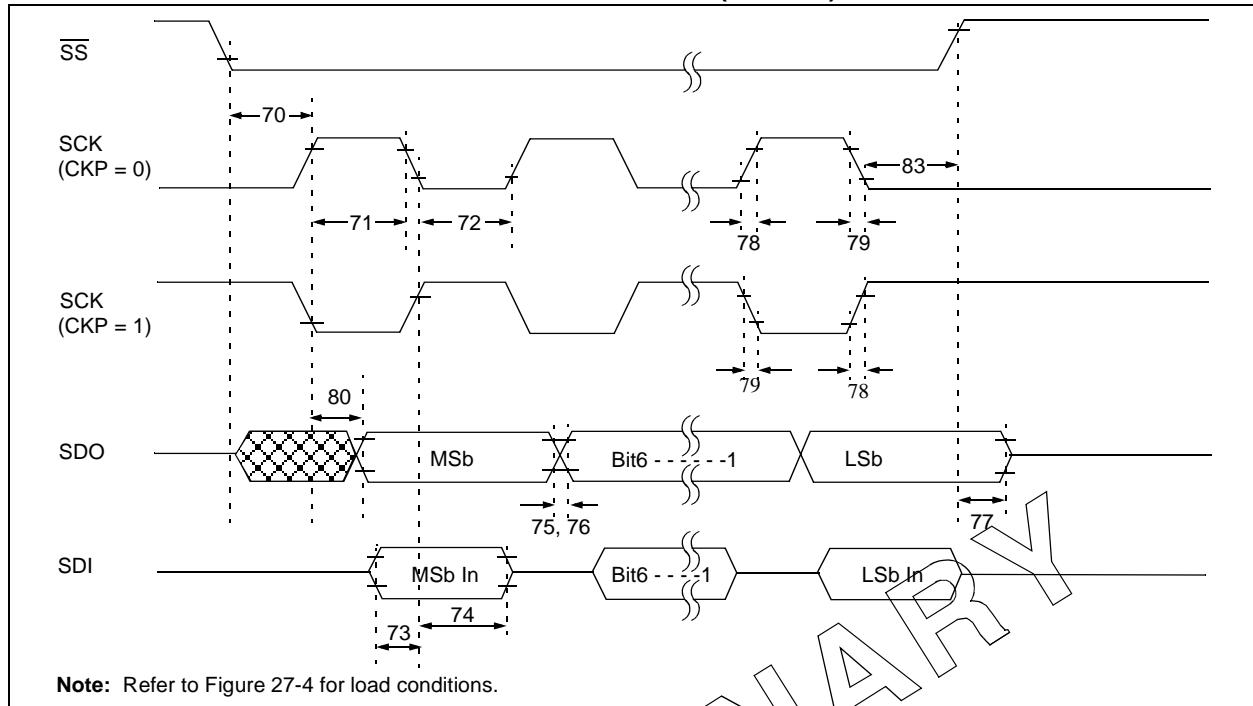 SS
70
SCK
(CKP = 0)
83
71
72
78
79
SCK
(CKP = 1)
79
78
80
SDO
MSb
Bit6 - - - - - -1
LSb
75, 76
77
SDI
MSb In
Bit6 - - - -1
LSb In
73
74
NARY
Note: Refer to Figure 27-4 for load conditions.